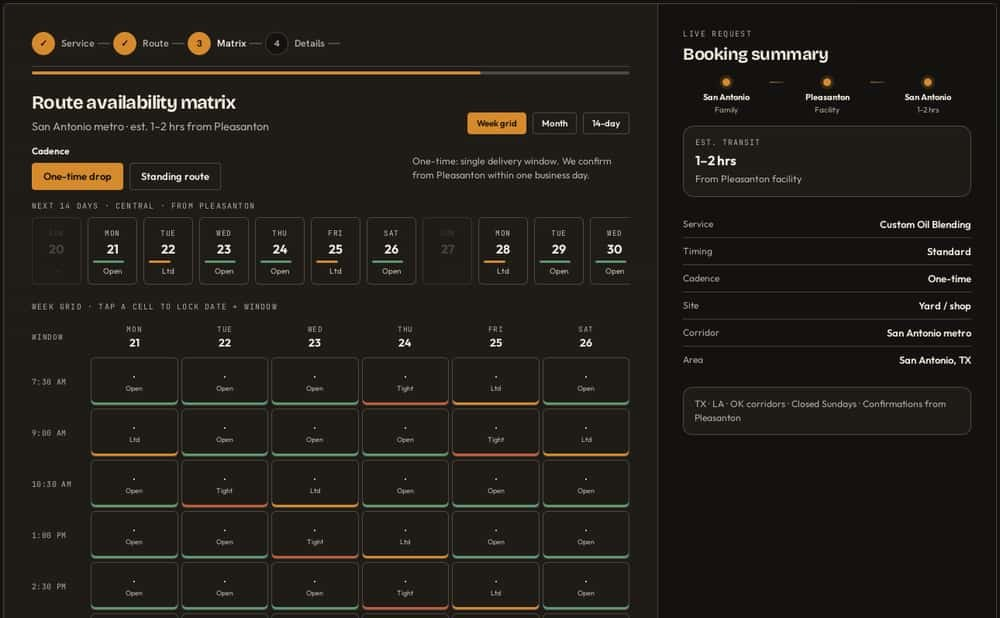 ✓ Service — ✓ Route — 3 Matrix — 4 Details —
Route availability matrix
San Antonio metro · est. 1–2 hrs from Pleasanton
Week grid Month 14-day
Cadence
One-time drop Standing route
One-time: single delivery window. We confirm
from Pleasanton within one business day.
NEXT 14 DAYS · CENTRAL · FROM PLEASANTON
SUN MON TUE WED THU FRI SAT SUN MON TUE WED
20 21 22 23 24 25 26 27 28 29 30
Open Ltd Open Open Ltd Open Ltd Open Open
WEEK GRID · TAP A CELL TO LOCK DATE + WINDOW
WINDOW
MON TUE WED THU FRI SAT
21 22 23 24 25 26
7:30 AM Open Open Open Tight Ltd Open
9:00 AM Ltd Open Open Open Tight Ltd
10:30 AM Open Tight Ltd Open Open Open
1:00 PM Open Open Tight Ltd Open Open
2:30 PM Open Open Open Tight Ltd Open
LIVE REQUEST
Booking summary
San Antonio — Pleasanton — San Antonio
Family Facility 1–2 hrs
EST. TRANSIT
1–2 hrs
From Pleasanton facility
Service Custom Oil Blending
Timing Standard
Cadence One-time
Site Yard / shop
Corridor San Antonio metro
Area San Antonio, TX
TX · LA · OK corridors · Closed Sundays · Confirmations from
Pleasanton